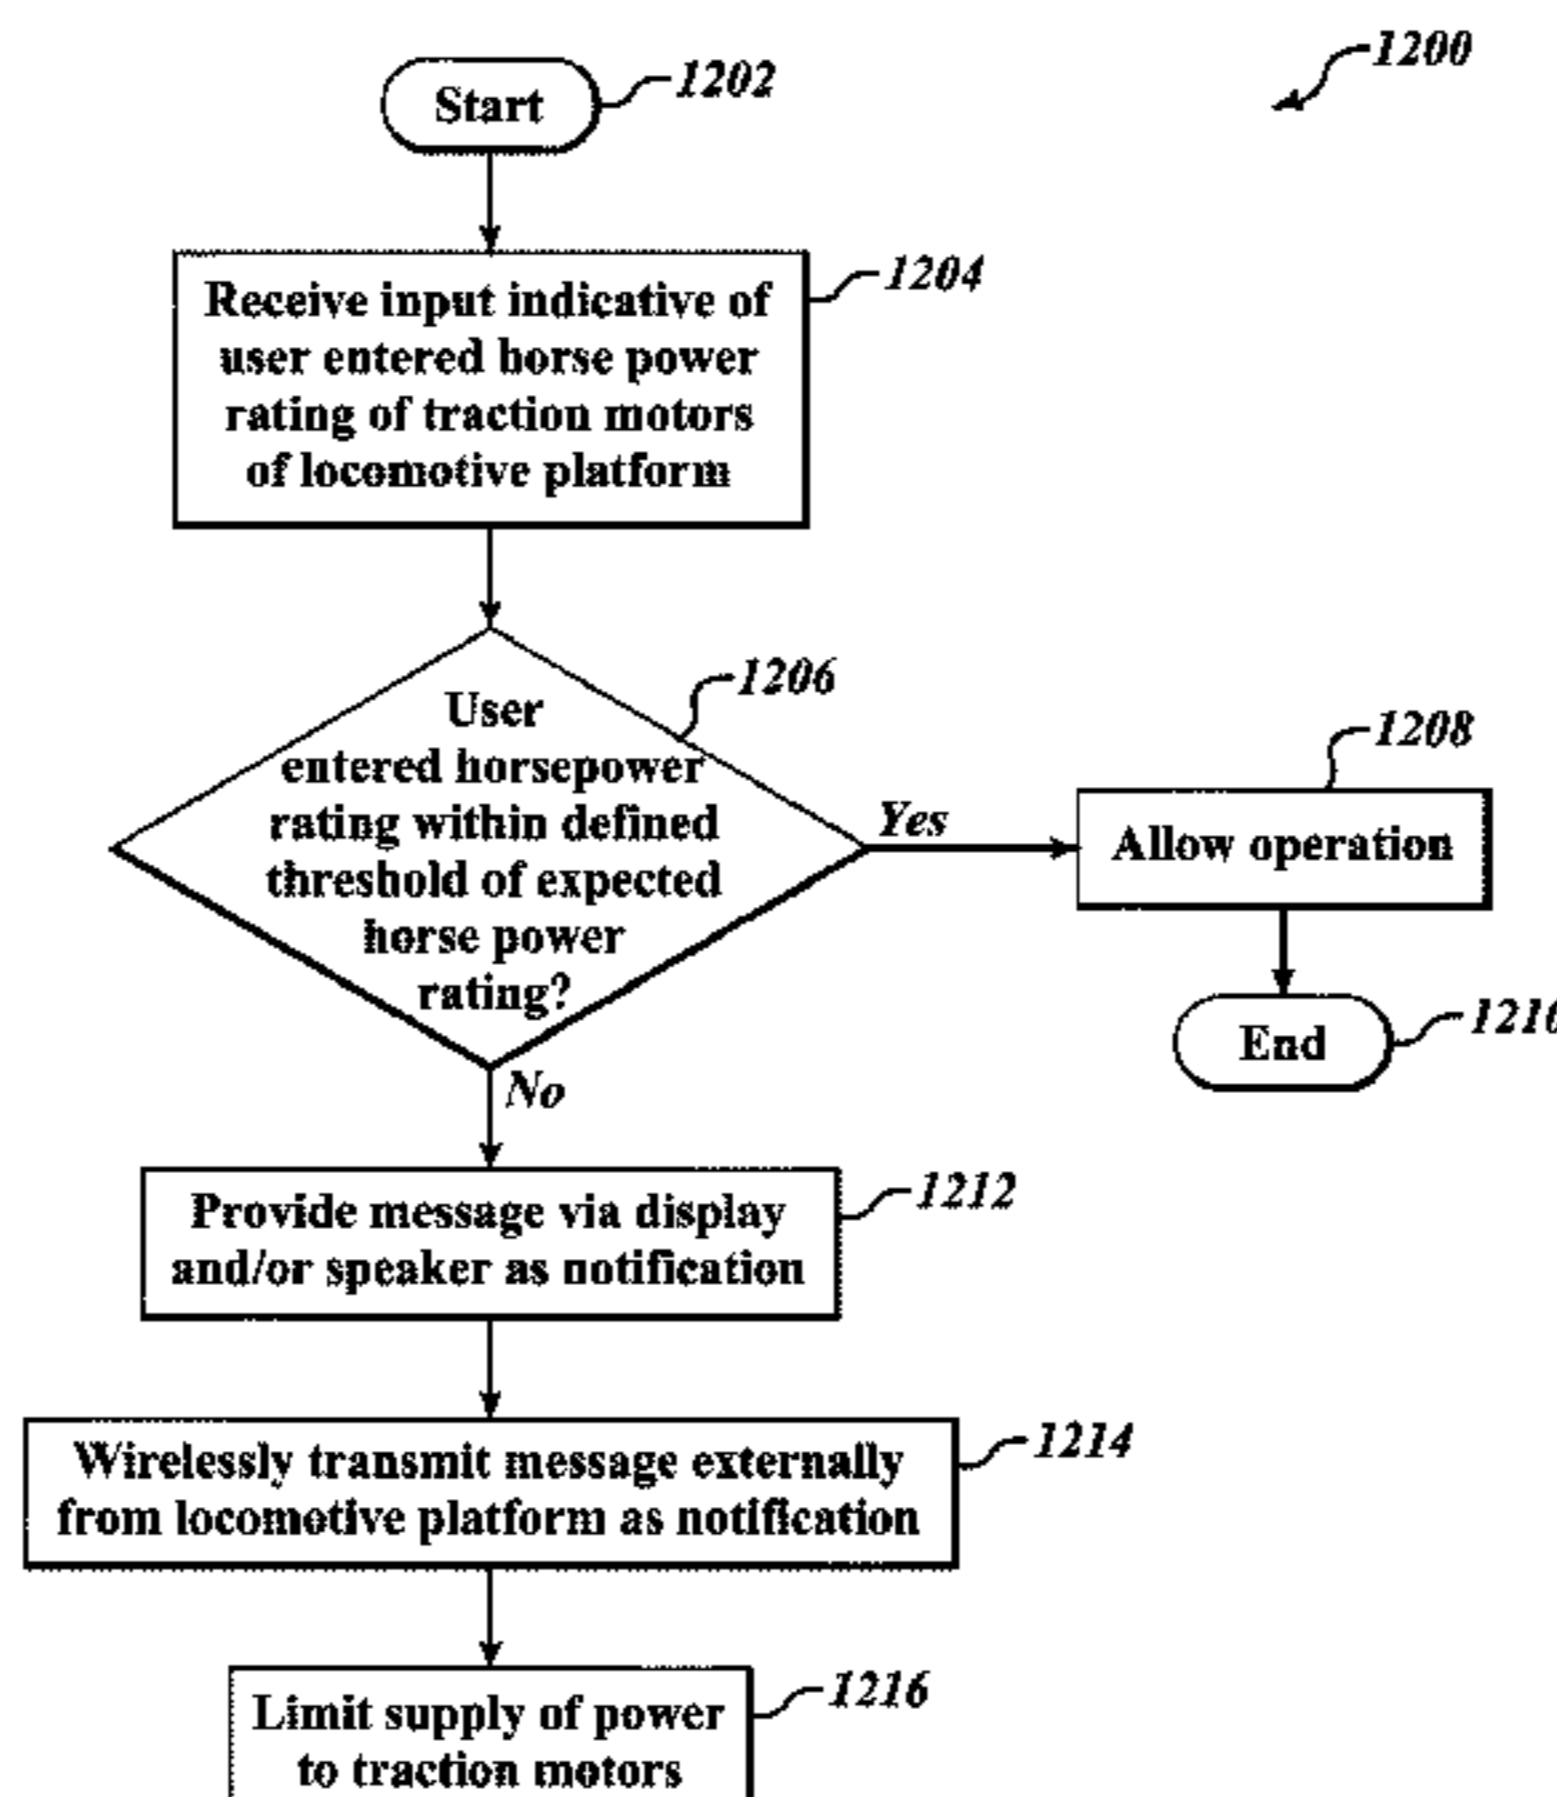 1200
Start
1202
Receive input indicative of
user entered horse power
rating of traction motors
of locomotive platform
1204
User
entered horsepower
rating within defined
threshold of expected
horse power
rating?
1206
Yes
1208
Allow operation
End
1210
No
Provide message via display
and/or speaker as notification
1212
Wirelessly transmit message externally
from locomotive platform as notification
1214
Limit supply of power
to traction motors
1216